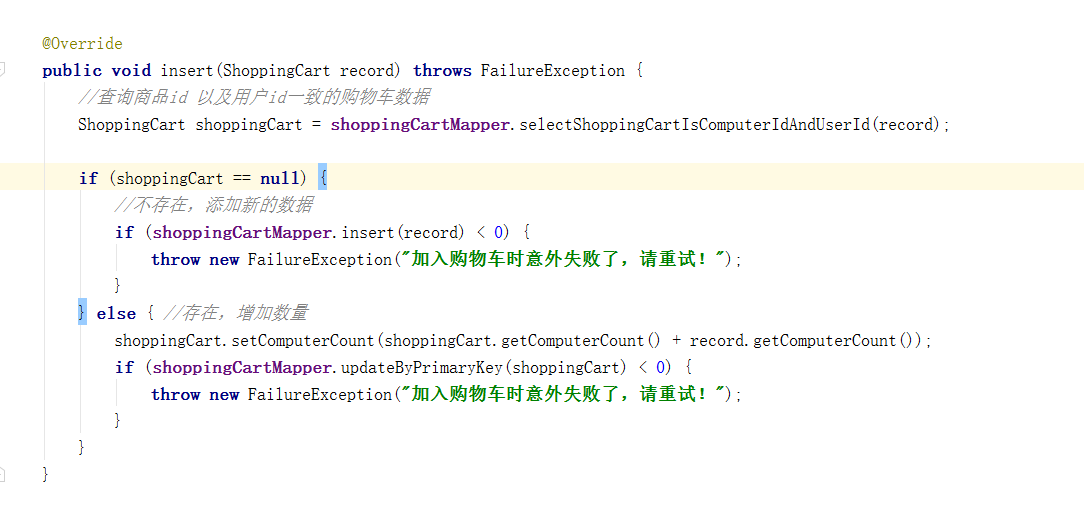 @Override
public void insert(ShoppingCart record) throws FailureException {
//查询商品id 以及用户id一致的购物车数据
ShoppingCart shoppingCart = shoppingCartMapper.selectShoppingCartIsComputerIdAndUserId(record);
if (shoppingCart == null) {
//不存在，添加新的数据
if (shoppingCartMapper.insert(record) < 0) {
throw new FailureException("加入购物车时意外失败了，请重试！");
}
} else { //存在，增加数量
shoppingCart.setComputerCount(shoppingCart.getComputerCount() + record.getComputerCount());
if (shoppingCartMapper.updateByPrimaryKey(shoppingCart) < 0) {
throw new FailureException("加入购物车时意外失败了，请重试！");
}
}
}